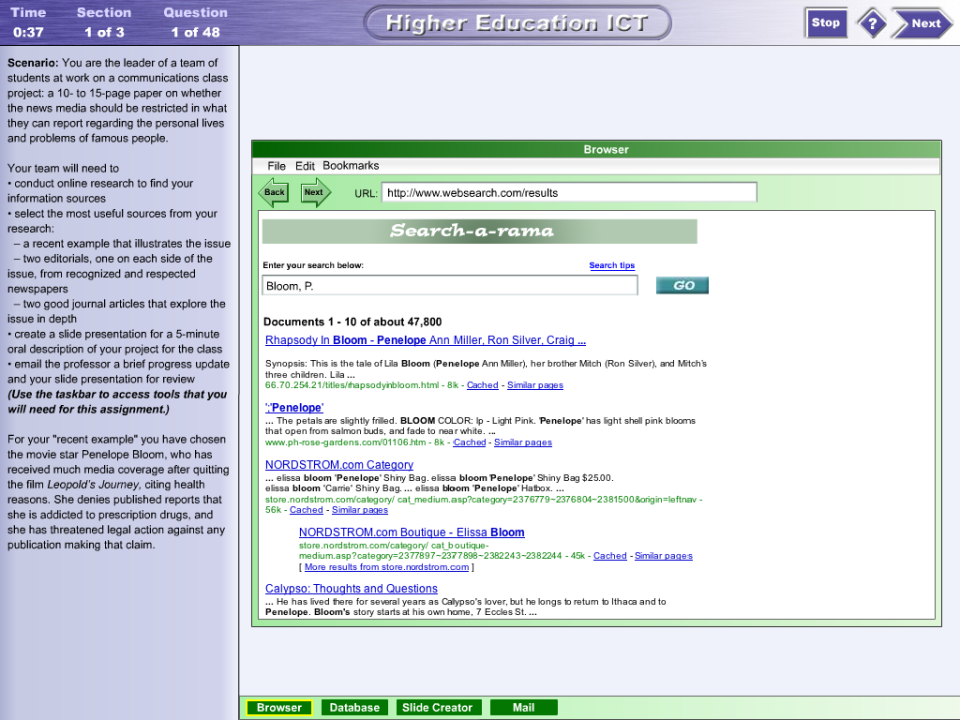 Time Section Question
0:37 1 of 3 1 of 48
Higher Education ICT
Stop ? Next
Scenario: You are the leader of a team of
students at work on a communications class
project: a 10- to 15-page paper on whether
the news media should be restricted in what
they can report regarding the personal lives
and problems of famous people.
Your team will need to
• conduct online research to find your
information sources
• select the most useful sources from your
research:
– a recent example that illustrates the issue
– two editorials, one on each side of the
issue, from recognized and respected
newspapers
– two good journal articles that explore the
issue in depth
• create a slide presentation for a 5-minute
oral description of your project for the class
• email the professor a brief progress update
and your slide presentation for review
(Use the taskbar to access tools that you
will need for this assignment.)
For your "recent example" you have chosen
the movie star Penelope Bloom, who has
received much media coverage after quitting
the film Leopold's Journey, citing health
reasons. She denies published reports that
she is addicted to prescription drugs, and
she has threatened legal action against any
publication making that claim.
Browser
File Edit Bookmarks
Back Next URL: http://www.websearch.com/results
Search-a-rama
Enter your search below: Search tips
Bloom, P. GO
Documents 1 - 10 of about 47,800
Rhapsody In Bloom - Penelope Ann Miller, Ron Silver, Craig ...
Synopsis: This is the tale of Lila Bloom (Penelope Ann Miller), her brother Mitch (Ron Silver), and Mitch's
three children. Lila ...
66.70.254.21/titles/rhapsodyinbloom.html - 8k - Cached - Similar pages
';'Penelope'
... The petals are slightly frilled. BLOOM COLOR: lp - Light Pink. 'Penelope' has light shell pink blooms
that open from salmon buds, and fade to near white. ...
www.ph-rose-gardens.com/01106.htm - 8k - Cached - Similar pages
NORDSTROM.com Category
... elissa bloom 'Penelope' Shiny Bag. elissa bloom 'Penelope' Shiny Bag $25.00.
elissa bloom 'Carrie' Shiny Bag. ... elissa bloom 'Penelope' Hatbox. ...
store.nordstrom.com/category/ cat_medium.asp?category=2376779~2376804~2381500&origin=leftnav -
56k - Cached - Similar pages
NORDSTROM.com Boutique - Elissa Bloom
store.nordstrom.com/category/ cat_boutique-
medium.asp?category=2377897~2377898~2382243~2382244 - 45k - Cached - Similar pages
[ More results from store.nordstrom.com ]
Calypso: Thoughts and Questions
... He has lived there for several years as Calypso's lover, but he longs to return to Ithaca and to
Penelope. Bloom's story starts at his own home, 7 Eccles St. ...
Browser Database Slide Creator Mail